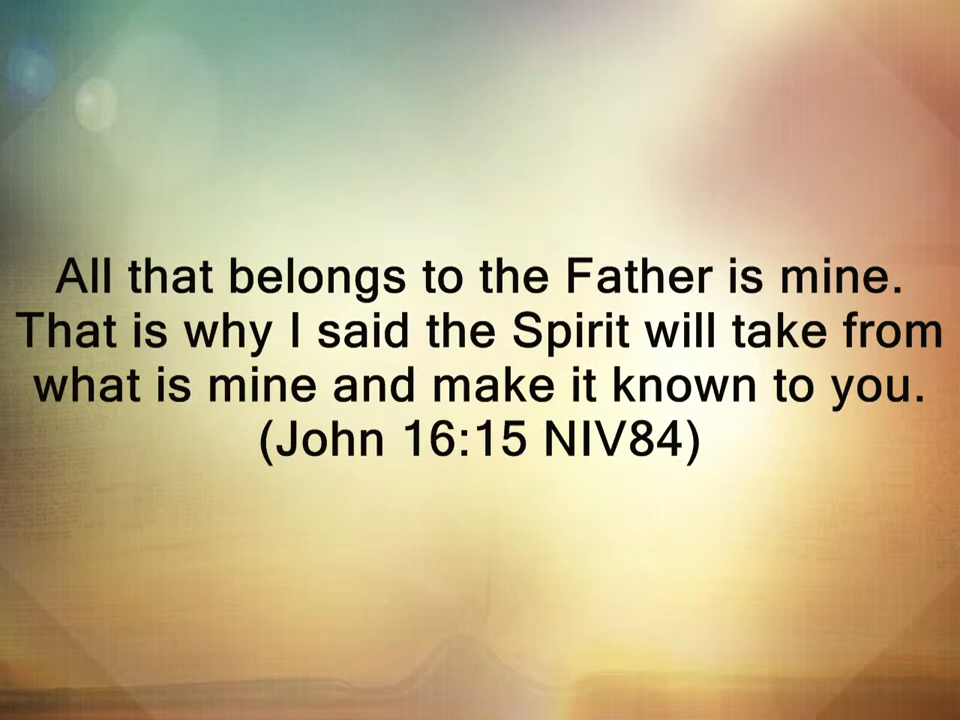 All that belongs to the Father is mine.
That is why I said the Spirit will take from
what is mine and make it known to you.
(John 16:15 NIV84)